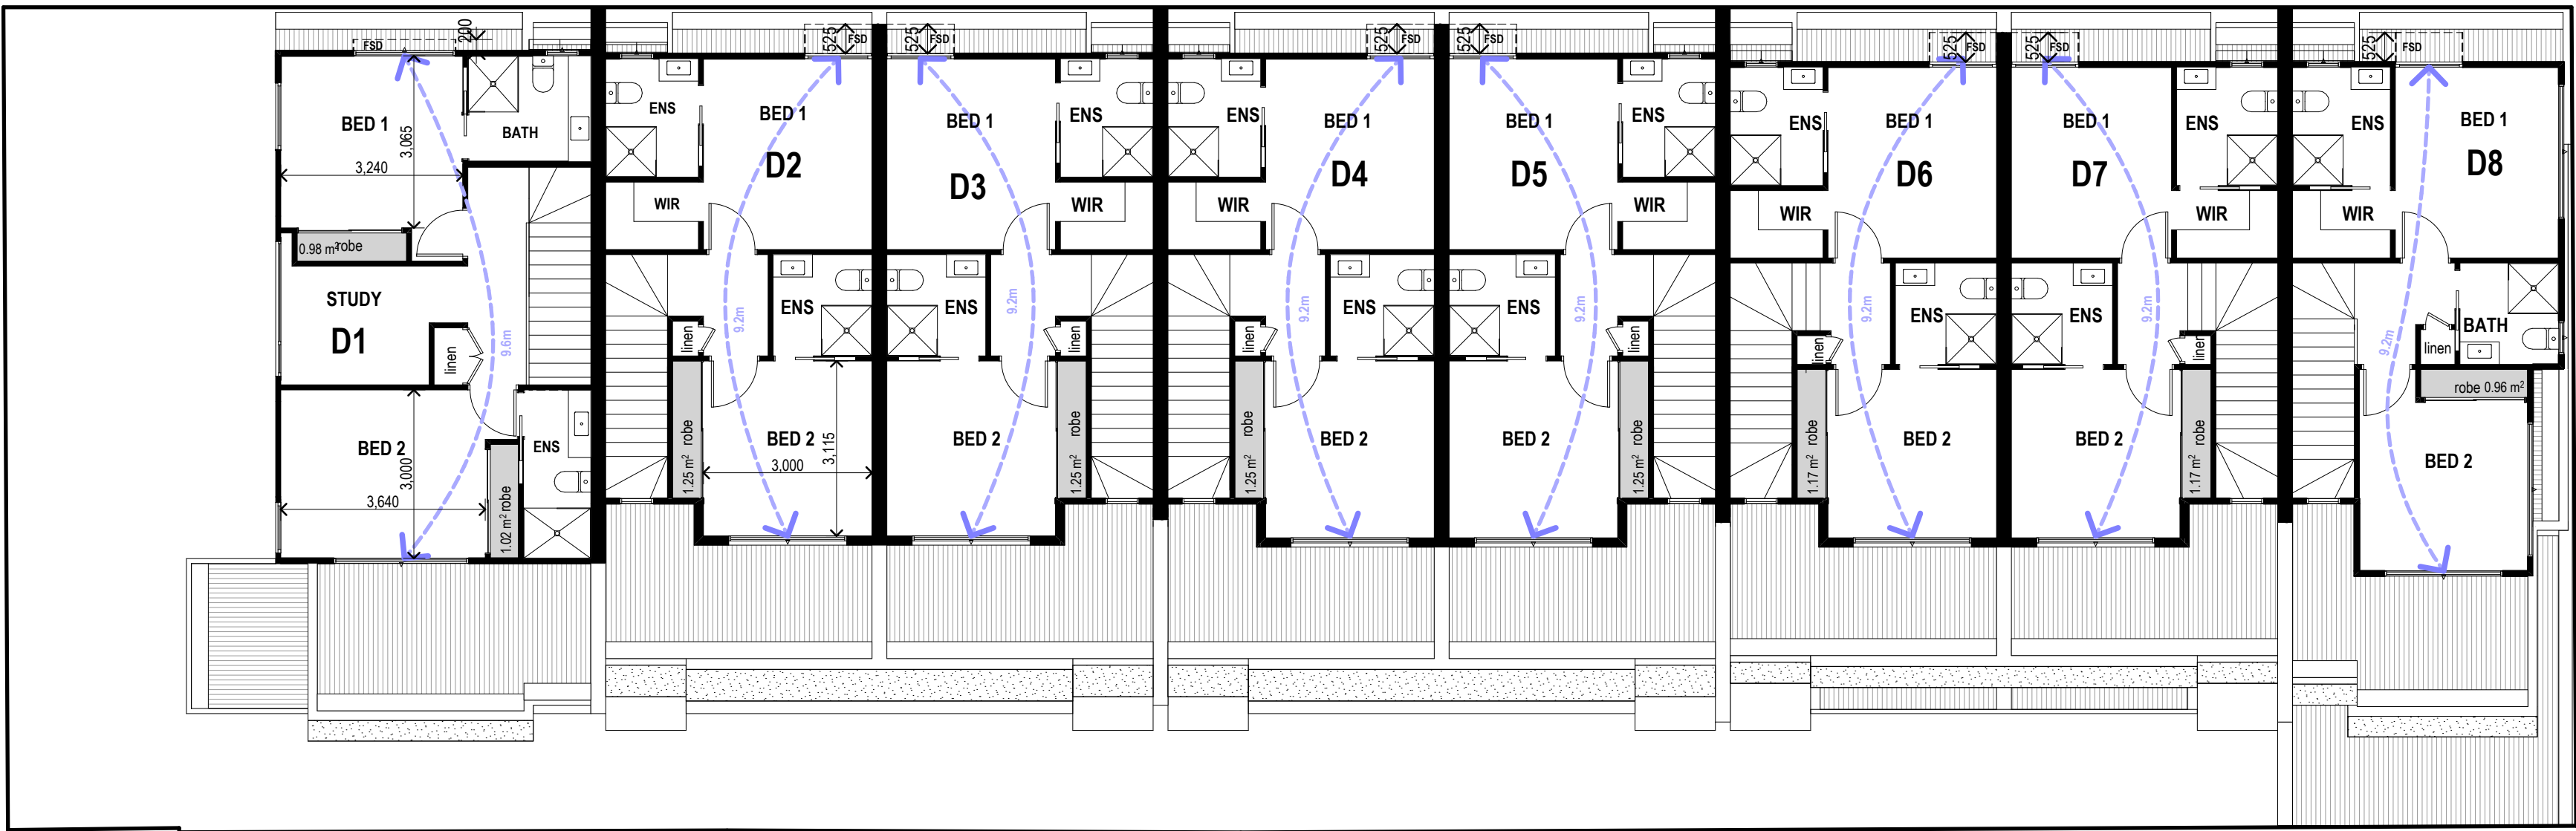 FSD
200
BED 1
3,065
3,240
BATH
0.98 m² robe
STUDY
D1
linen
9.6m
BED 2
3,000
3,640
1.02 m² robe
ENS
525
FSD
ENS
BED 1
D2
WIR
ENS
9.2m
linen
1.25 m² robe
BED 2
3,115
3,000
525
FSD
BED 1
ENS
D3
WIR
ENS
9.2m
linen
BED 2
1.25 m² robe
525
FSD
ENS
BED 1
D4
WIR
ENS
9.2m
linen
1.25 m² robe
BED 2
525
FSD
BED 1
ENS
D5
WIR
ENS
9.2m
linen
BED 2
1.25 m² robe
525
FSD
ENS
BED 1
D6
WIR
ENS
9.2m
linen
1.17 m² robe
BED 2
525
FSD
BED 1
ENS
D7
WIR
ENS
9.2m
linen
BED 2
1.17 m² robe
525
FSD
ENS
BED 1
D8
WIR
BATH
9.2m
linen
robe 0.96 m²
BED 2